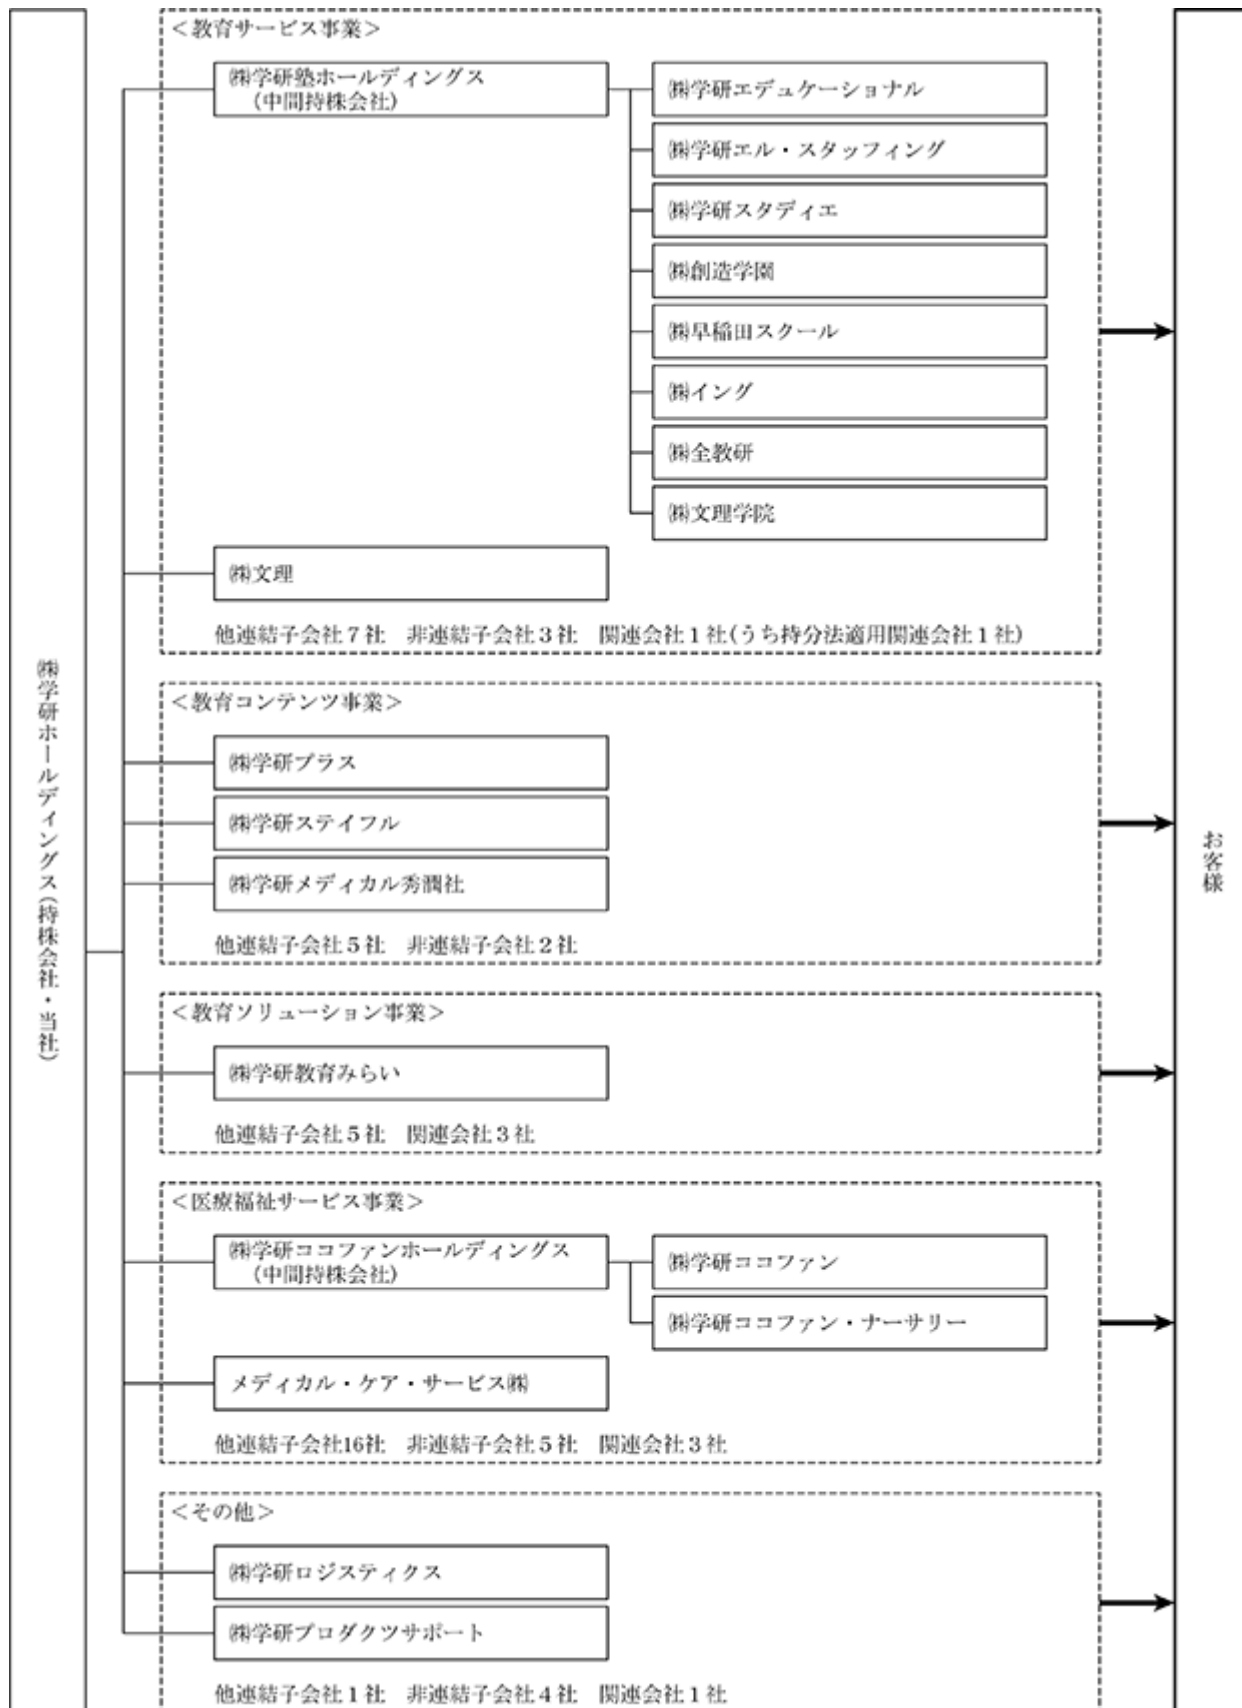 ㈱学研ホールディングス(持株会社・当社)
<教育サービス事業>
㈱学研塾ホールディングス
(中間持株会社)
㈱学研エデュケーショナル
㈱学研エル・スタッフィング
㈱学研スタディエ
㈱創造学園
㈱早稲田スクール
㈱イング
㈱全教研
㈱文理学院
㈱文理
他連結子会社7社　非連結子会社3社　関連会社1社(うち持分法適用関連会社1社)
<教育コンテンツ事業>
㈱学研プラス
㈱学研ステイフル
㈱学研メディカル秀潤社
他連結子会社5社　非連結子会社2社
<教育ソリューション事業>
㈱学研教育みらい
他連結子会社5社　関連会社3社
<医療福祉サービス事業>
㈱学研ココファンホールディングス
(中間持株会社)
㈱学研ココファン
㈱学研ココファン・ナーサリー
メディカル・ケア・サービス㈱
他連結子会社16社　非連結子会社5社　関連会社3社
<その他>
㈱学研ロジスティクス
㈱学研プロダクツサポート
他連結子会社1社　非連結子会社4社　関連会社1社
お客様